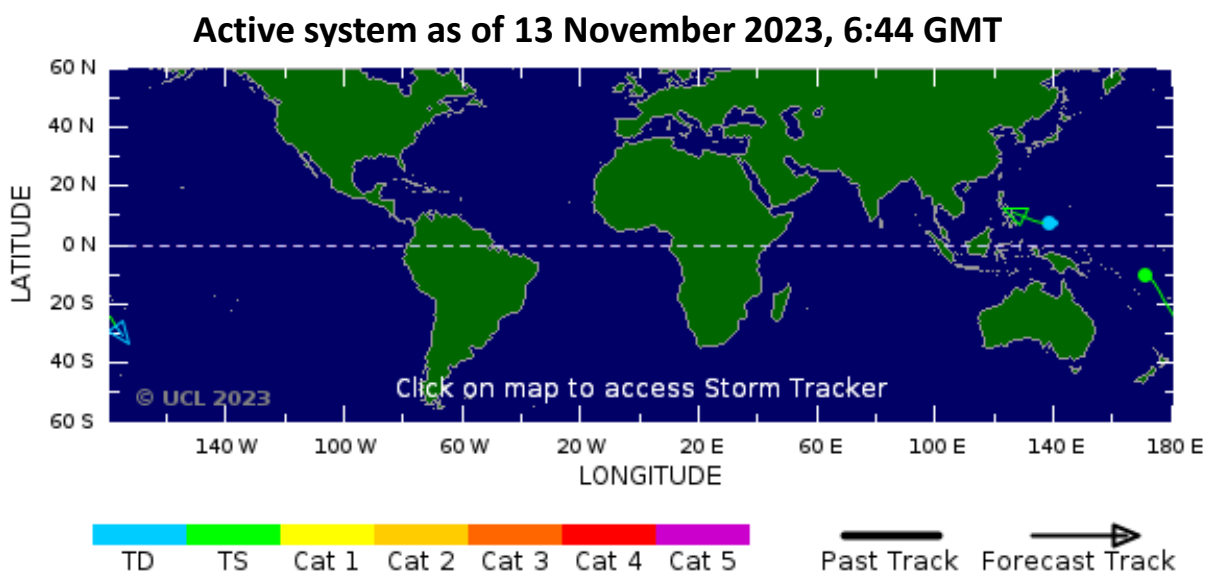 Active system as of 13 November 2023, 6:44 GMT
60 N
40 N
20 N
0 N
20 S
40 S
60 S
LATITUDE
Click on map to access Storm Tracker
© UCL 2023
140 W 100 W 60 W 20 W 20 E 60 E 100 E 140 E 180 E
LONGITUDE
TD TS Cat 1 Cat 2 Cat 3 Cat 4 Cat 5 Past Track Forecast Track